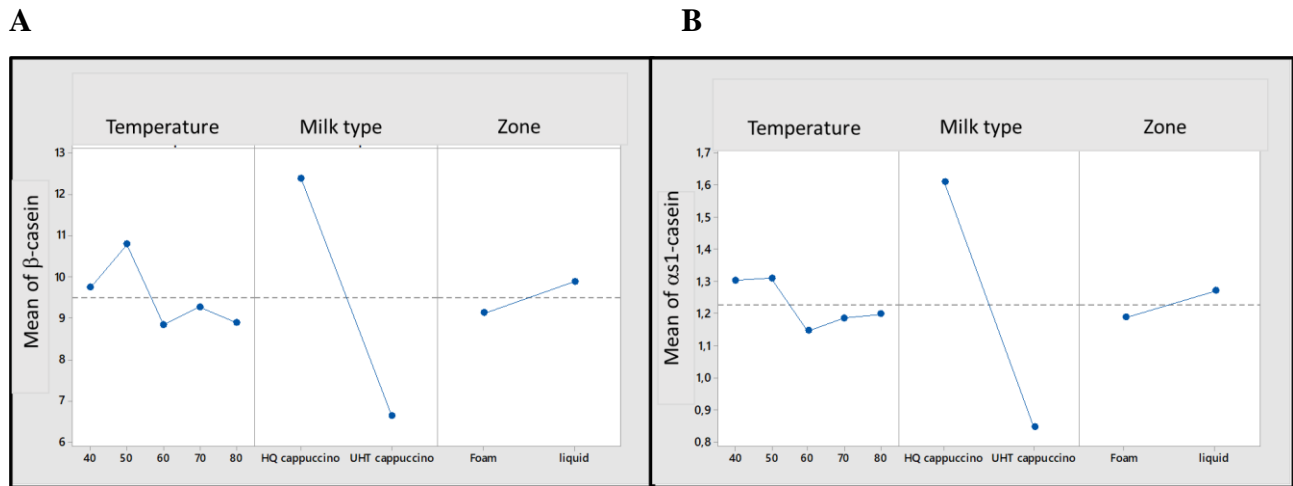 A
B
Temperature Milk type Zone
Mean of β-casein
13
12
11
10
9
8
7
6
40 50 60 70 80 HQ cappuccino UHT cappuccino Foam liquid
Temperature Milk type Zone
Mean of αs1-casein
1,7
1,6
1,5
1,4
1,3
1,2
1,1
1,0
0,9
0,8
40 50 60 70 80 HQ cappuccino UHT cappuccino Foam liquid